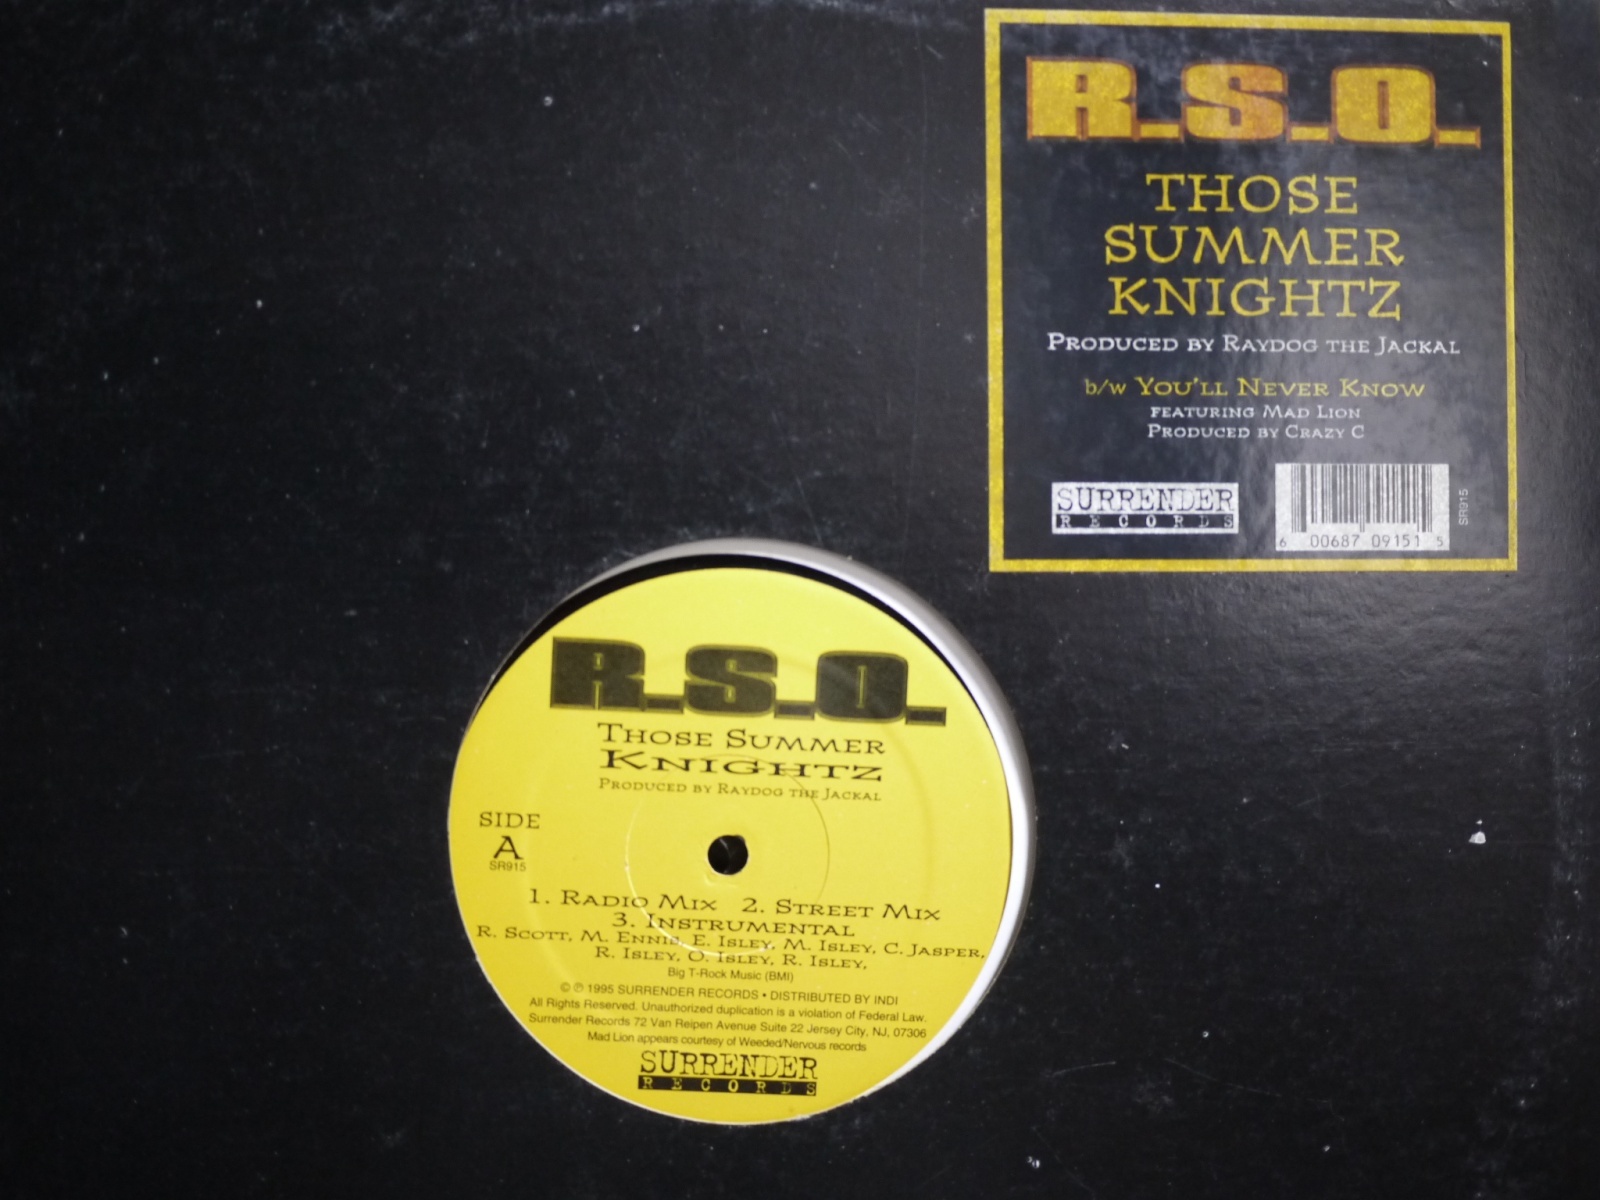 R.S.O.
THOSE
SUMMER
KNIGHTZ
PRODUCED BY RAYDOG THE JACKAL
b/w YOU'LL NEVER KNOW
FEATURING MAD LION
PRODUCED BY CRAZY C
SURRENDER
RECORDS
6 00687 09151 5
SR915
R.S.O.
THOSE SUMMER
KNIGHTZ
PRODUCED BY RAYDOG THE JACKAL
SIDE
A
SR915
1. RADIO MIX 2. STREET MIX
3. INSTRUMENTAL
R. SCOTT, M. ENNIS, E. ISLEY, M. ISLEY, C. JASPER,
R. ISLEY, O. ISLEY, R. ISLEY,
Big T-Rock Music (BMI)
© ℗ 1995 SURRENDER RECORDS • DISTRIBUTED BY INDI
All Rights Reserved. Unauthorized duplication is a violation of Federal Law.
Surrender Records 72 Van Reipen Avenue Suite 22 Jersey City, NJ, 07306
Mad Lion appears courtesy of Weeded/Nervous records
SURRENDER
RECORDS